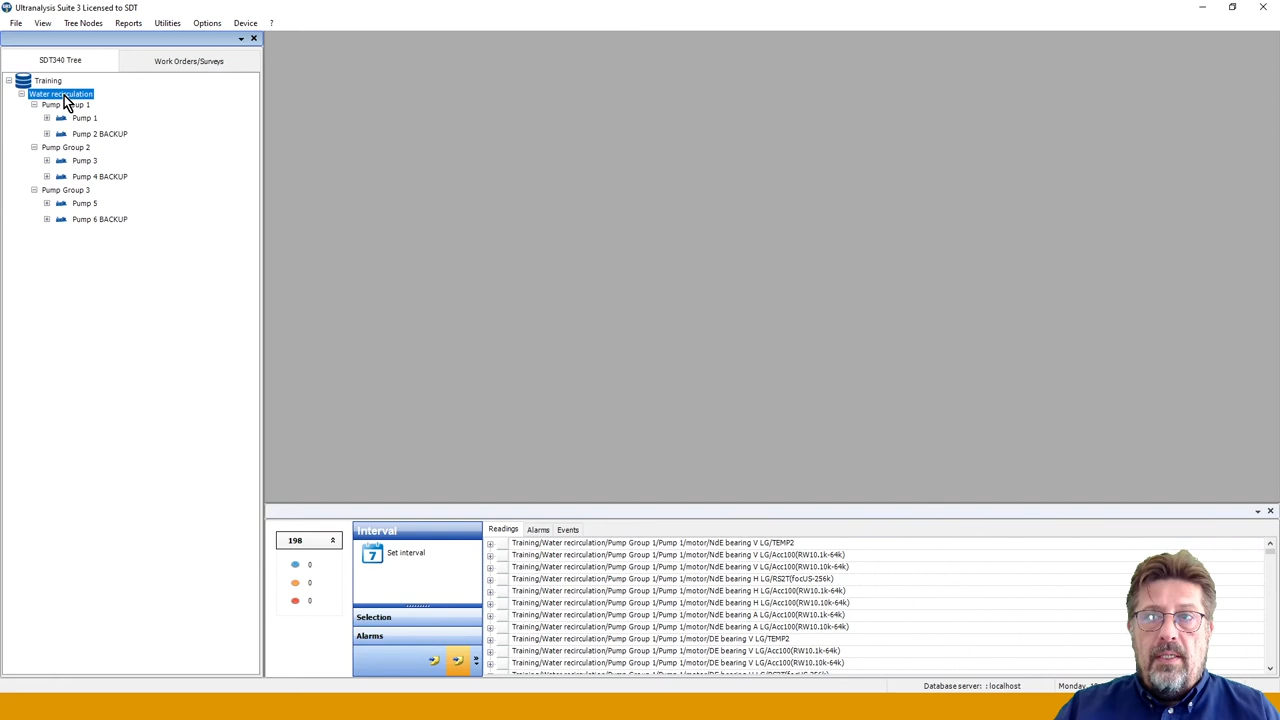 Ultranalysis Suite 3 Licensed to SDT
File View Tree Nodes Reports Utilities Options Device ?
SDT340 Tree Work Orders/Surveys
Training
Water recirculation
Pump Group 1
Pump 1
Pump 2 BACKUP
Pump Group 2
Pump 3
Pump 4 BACKUP
Pump Group 3
Pump 5
Pump 6 BACKUP
198
0
0
0
Interval
7 Set interval
Selection
Alarms
Readings Alarms Events
Training/Water recirculation/Pump Group 1/Pump 1/motor/NdE bearing V LG/TEMP2
Training/Water recirculation/Pump Group 1/Pump 1/motor/NdE bearing V LG/Acc100(RW10.1k-64k)
Training/Water recirculation/Pump Group 1/Pump 1/motor/NdE bearing V LG/Acc100(RW10.10k-64k)
Training/Water recirculation/Pump Group 1/Pump 1/motor/NdE bearing H LG/RS2T(focUS-256k)
Training/Water recirculation/Pump Group 1/Pump 1/motor/NdE bearing H LG/Acc100(RW10.1k-64k)
Training/Water recirculation/Pump Group 1/Pump 1/motor/NdE bearing H LG/Acc100(RW10.10k-64k)
Training/Water recirculation/Pump Group 1/Pump 1/motor/NdE bearing A LG/Acc100(RW10.1k-64k)
Training/Water recirculation/Pump Group 1/Pump 1/motor/NdE bearing A LG/Acc100(RW10.10k-64k)
Training/Water recirculation/Pump Group 1/Pump 1/motor/DE bearing V LG/TEMP2
Training/Water recirculation/Pump Group 1/Pump 1/motor/DE bearing V LG/Acc100(RW10.1k-64k)
Training/Water recirculation/Pump Group 1/Pump 1/motor/DE bearing V LG/Acc100(RW10.10k-64k)
Database server: : localhost Monday,